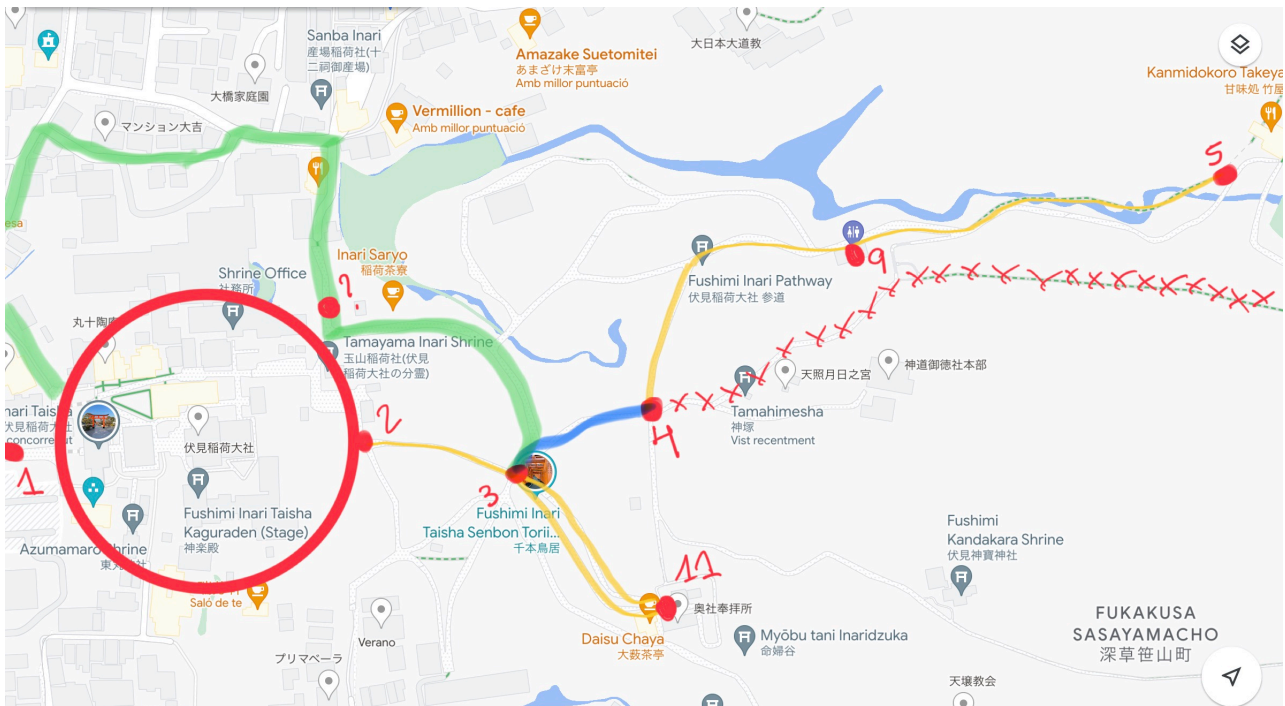 Sanba Inari
産場稲荷社(十
二祠御産場)
Amazake Suetomitei
あまざけ末富亭
Amb millor puntuació
大日本大道教
Kanmidokoro Takeya
甘味処 竹屋
大橋家庭園
マンション大吉
Vermillion - cafe
Amb millor puntuació
5
esa
Inari Saryo
稲荷茶寮
Shrine Office
社務所
?
9
Fushimi Inari Pathway
伏見稲荷大社 参道
Tamayama Inari Shrine
玉山稲荷社(伏見
稲荷大社の分霊)
天照月日之宮
神道御徳社本部
Tamahimesha
神塚
Vist recentment
nari Taisha
伏見稲荷大社
concorregut
伏見稲荷大社
1
2
3
4
Fushimi Inari Taisha
Kaguraden (Stage)
神楽殿
Azumamaro Shrine
Fushimi Inari
Taisha Senbon Torii...
千本鳥居
Fushimi
Kandakara Shrine
伏見神寶神社
Saló de te
11
奥社奉拝所
Daisu Chaya
大薮茶亭
Verano
プリマベーラ
Myōbu tani Inaridzuka
命婦谷
FUKAKUSA
SASAYAMACHO
深草笹山町
天壌教会